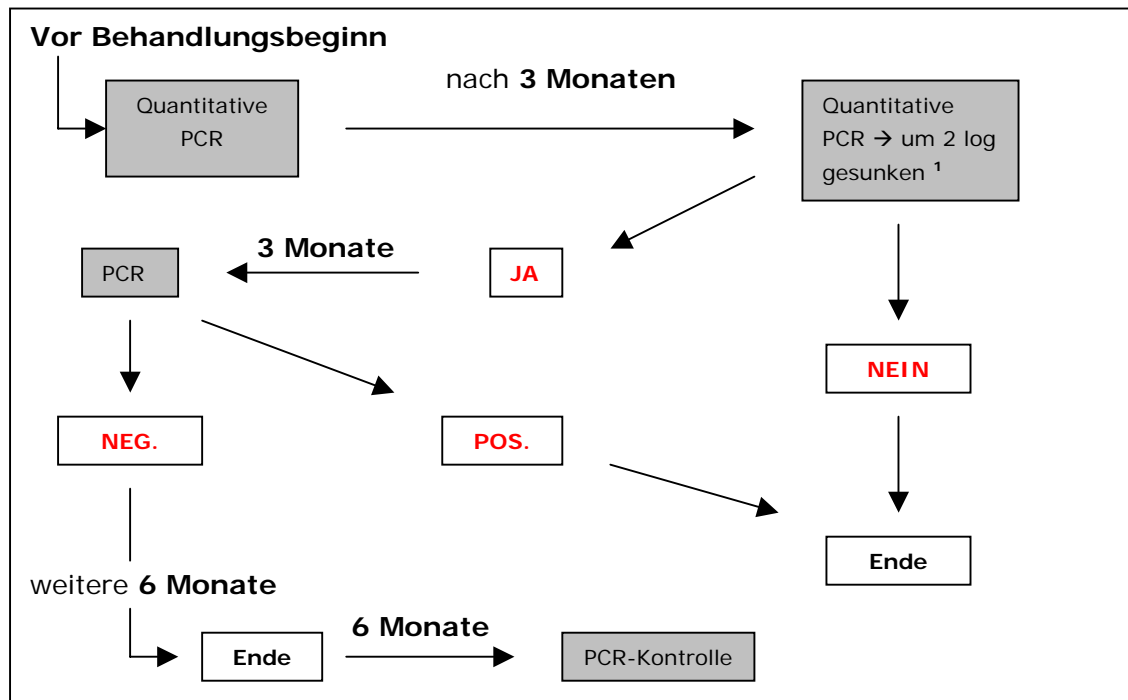 Vor Behandlungsbeginn
nach 3 Monaten
Quantitative
PCR
Quantitative
PCR → um 2 log
gesunken ¹
3 Monate
PCR
JA
NEIN
NEG.
POS.
Ende
weitere 6 Monate
6 Monate
Ende
PCR-Kontrolle